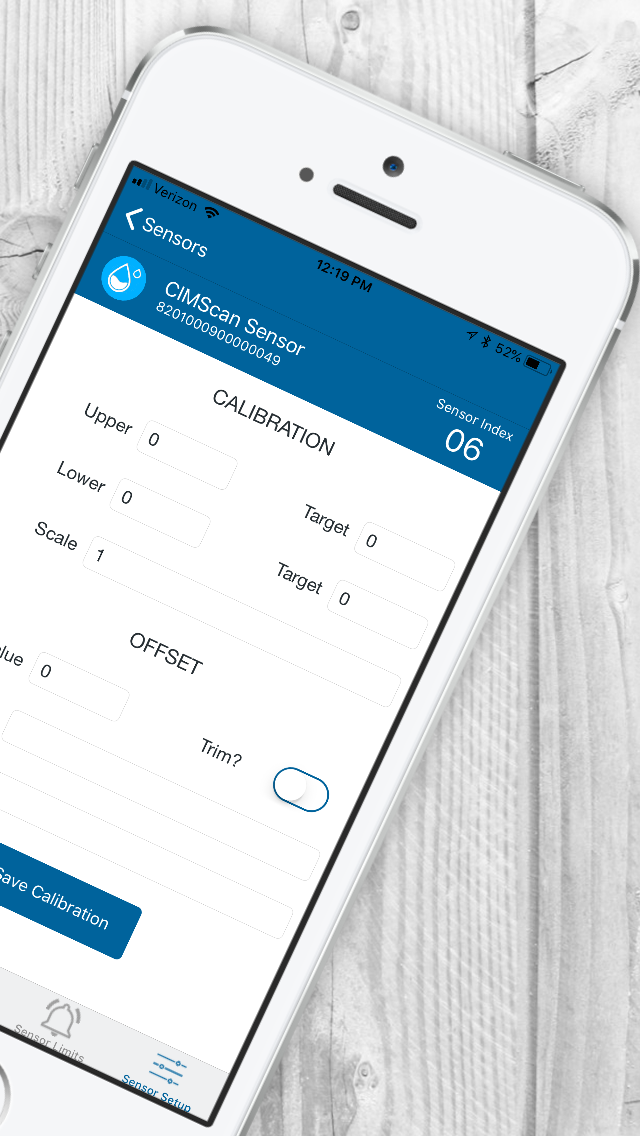 Verizon
12:19 PM
52%
Sensors
CIMScan Sensor
8201000900000049
Sensor Index
06
CALIBRATION
Upper 0
Target 0
Lower 0
Target 0
Scale 1
OFFSET
0
Trim?
Save Calibration
Sensor Limits
Sensor Setup